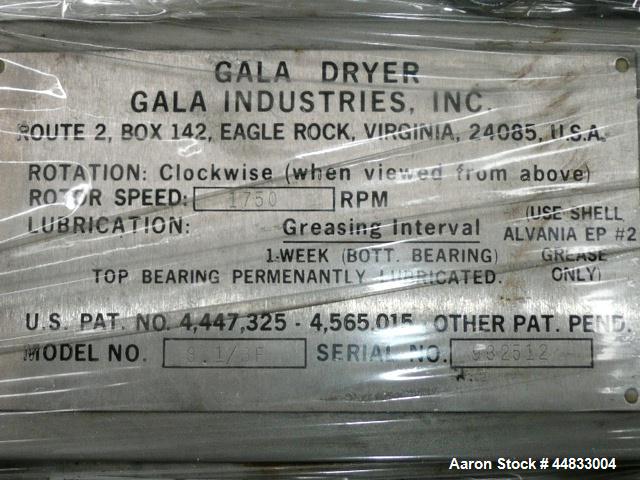 GALA DRYER
GALA INDUSTRIES, INC.
ROUTE 2, BOX 142, EAGLE ROCK, VIRGINIA, 24085, U.S.A.
ROTATION: Clockwise (when viewed from above)
ROTOR SPEED: 1750 RPM
LUBRICATION: Greasing Interval (USE SHELL
ALVANIA EP #2
1-WEEK (BOTT. BEARING) GREASE
TOP BEARING PERMENANTLY LUBRICATED. ONLY)
U.S. PAT. NO. 4,447,325 - 4,565,015 OTHER PAT. PEND.
MODEL NO. SERIAL NO. 982512
Aaron Stock # 44833004